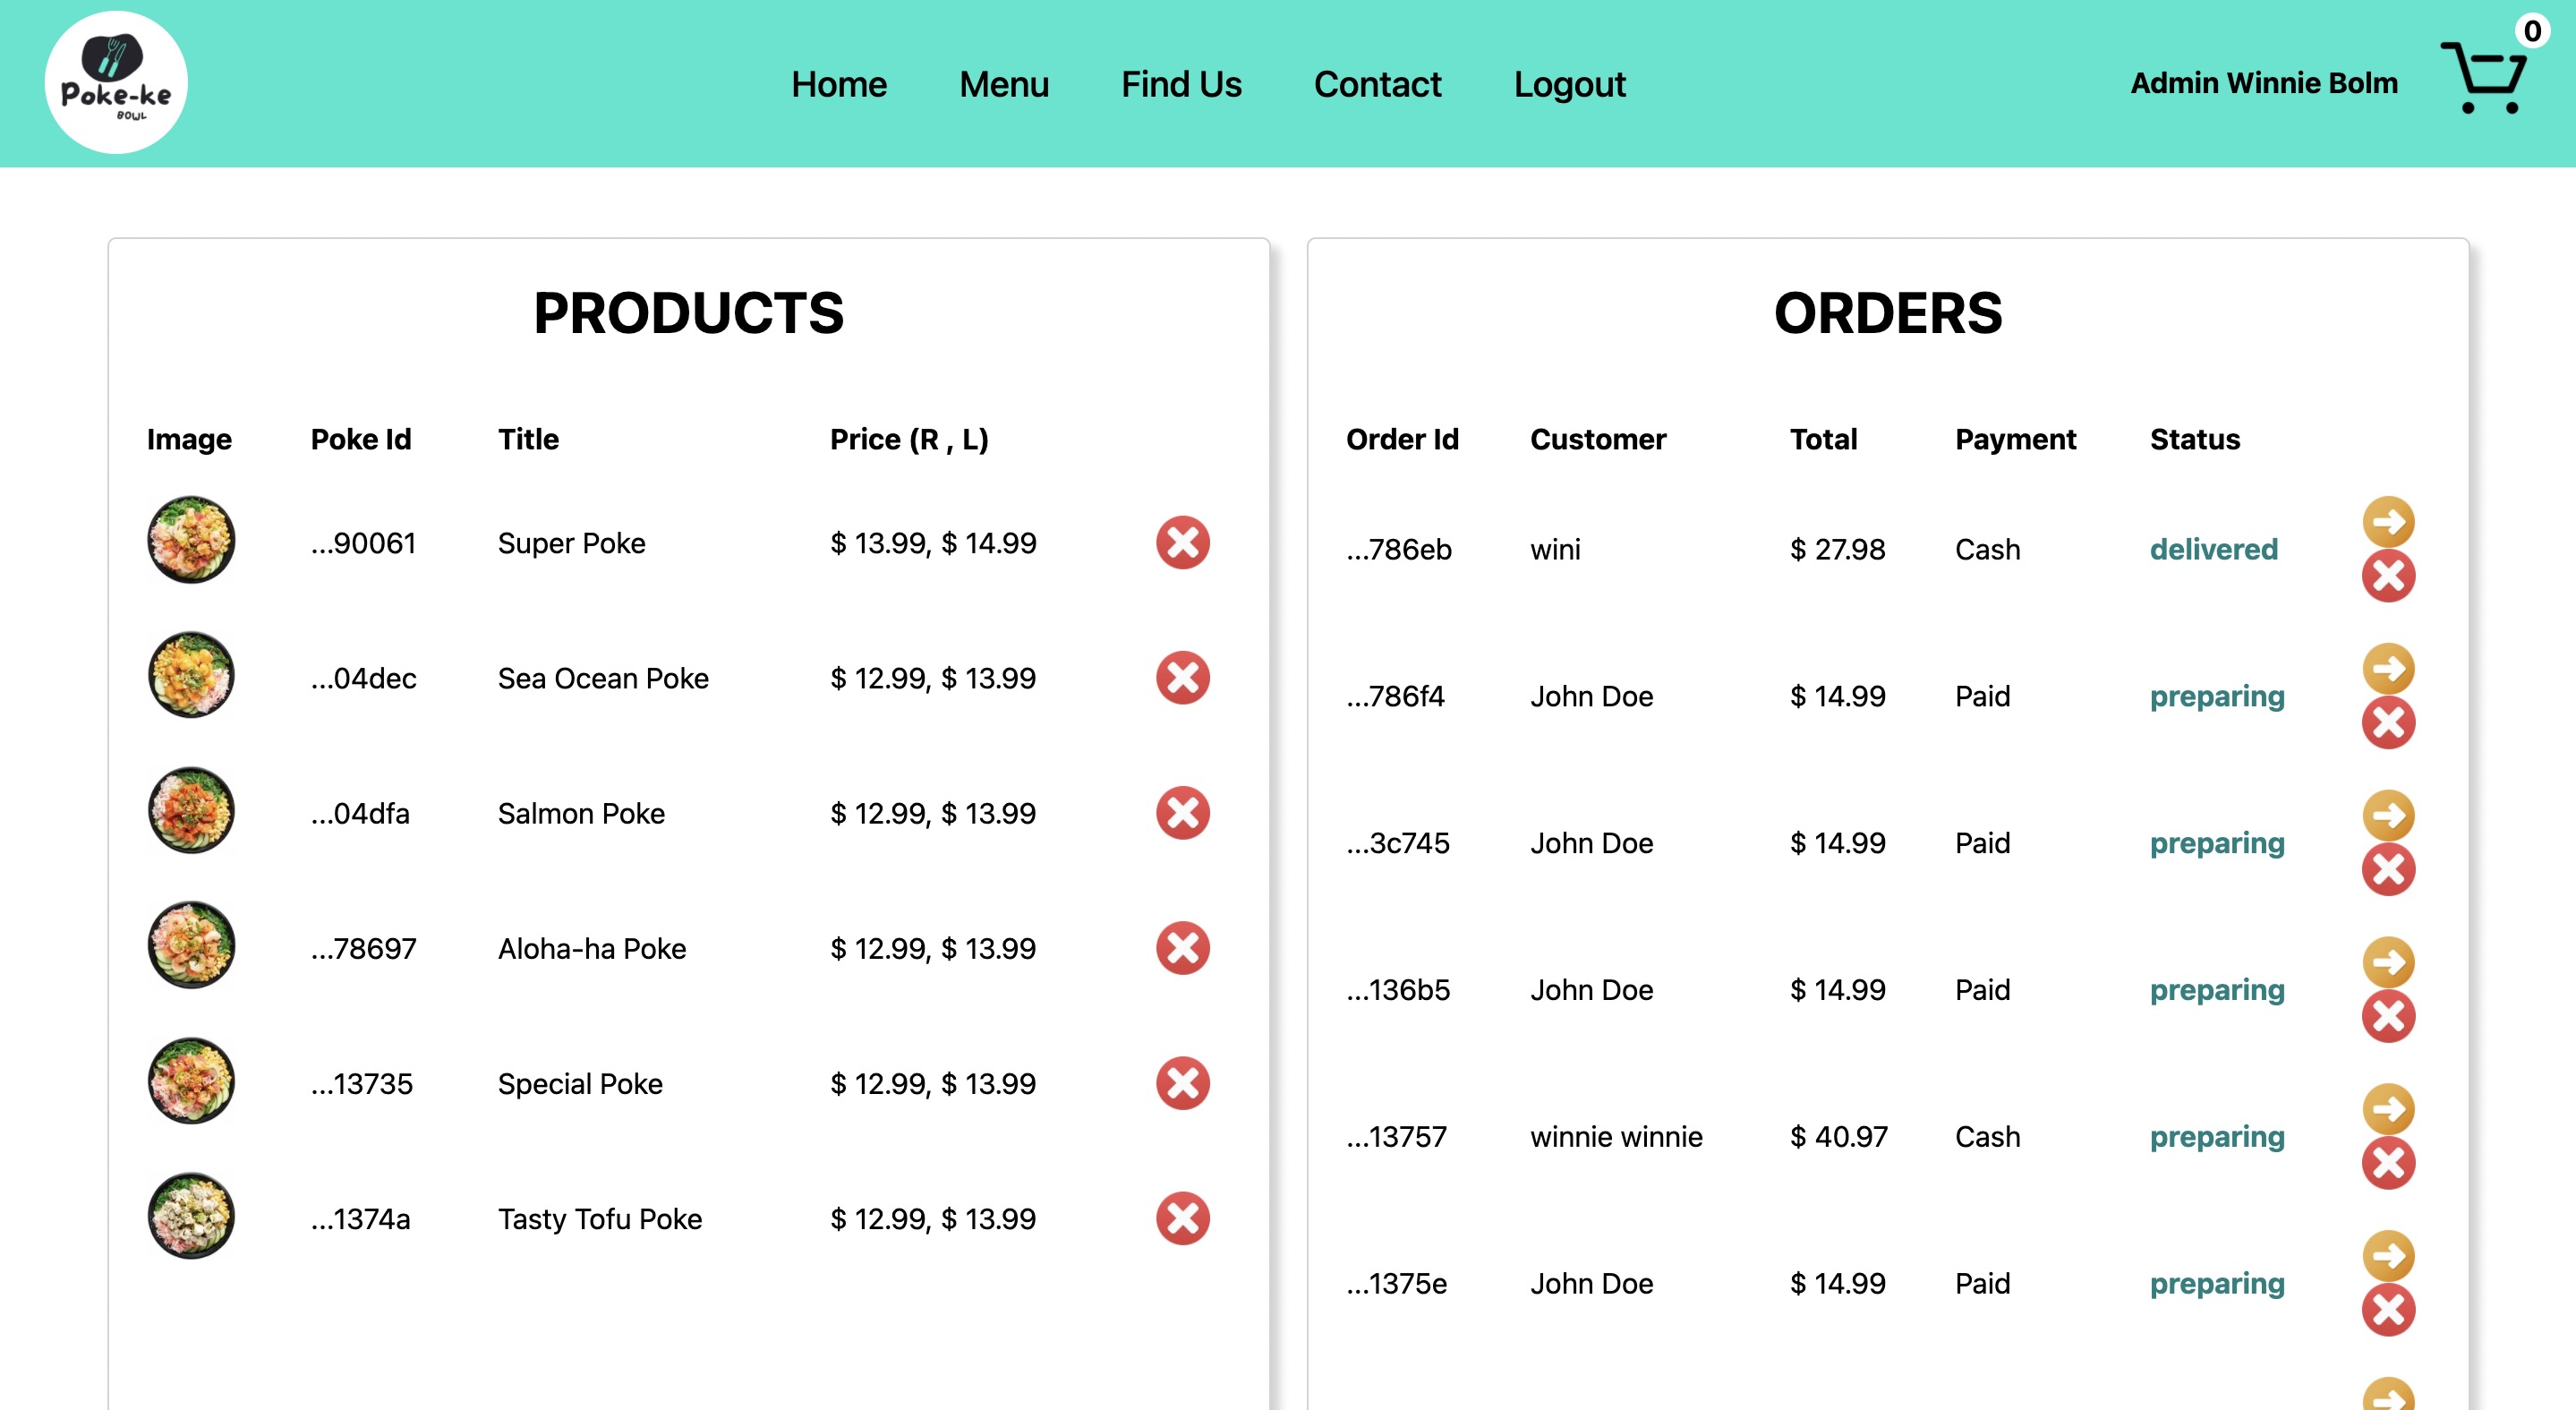 Poke-ke
BOWL
Home Menu Find Us Contact Logout
Admin Winnie Bolm
0
PRODUCTS
Image Poke Id Title Price (R , L)
...90061 Super Poke $ 13.99, $ 14.99
...04dec Sea Ocean Poke $ 12.99, $ 13.99
...04dfa Salmon Poke $ 12.99, $ 13.99
...78697 Aloha-ha Poke $ 12.99, $ 13.99
...13735 Special Poke $ 12.99, $ 13.99
...1374a Tasty Tofu Poke $ 12.99, $ 13.99
ORDERS
Order Id Customer Total Payment Status
...786eb wini $ 27.98 Cash delivered
...786f4 John Doe $ 14.99 Paid preparing
...3c745 John Doe $ 14.99 Paid preparing
...136b5 John Doe $ 14.99 Paid preparing
...13757 winnie winnie $ 40.97 Cash preparing
...1375e John Doe $ 14.99 Paid preparing